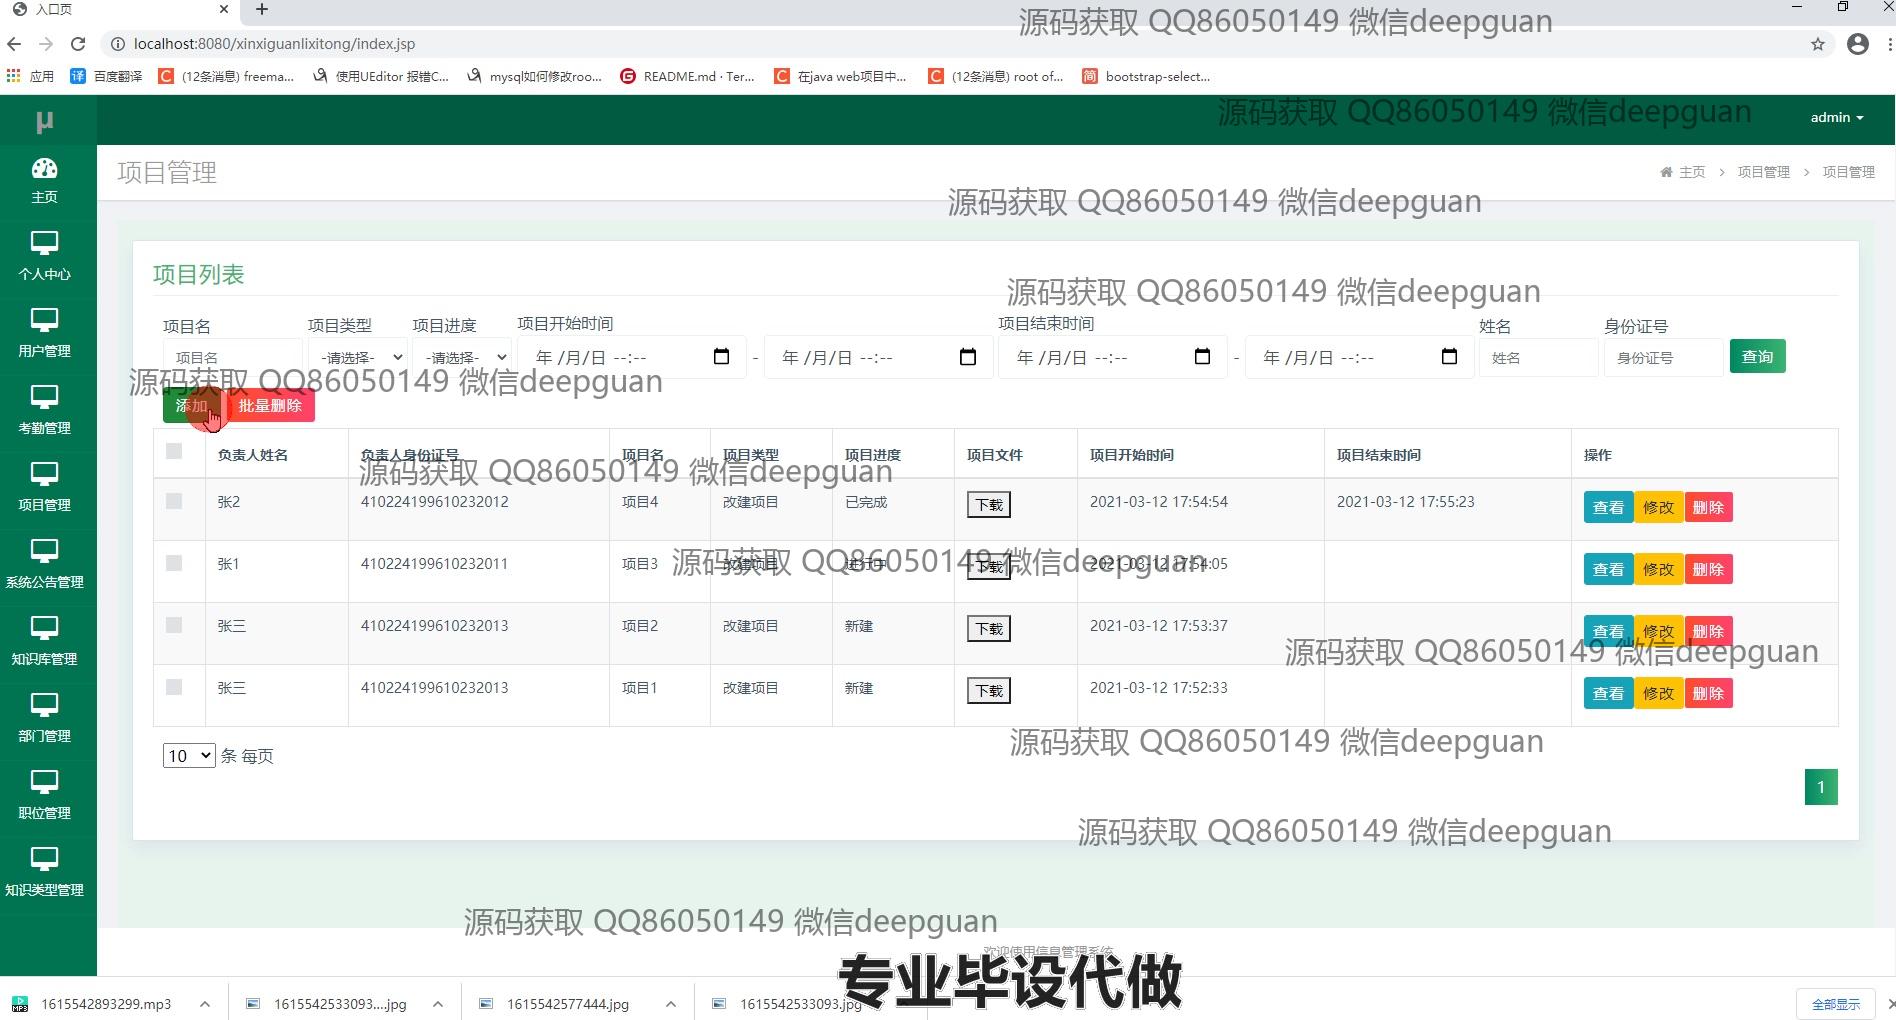 入口页
源码获取 QQ86050149 微信deepguan
localhost:8080/xinxiguanlixitong/index.jsp
应用 百度翻译 (12条消息) freema... 使用UEditor 报错C... mysql如何修改roo... README.md · Ter... 在java web项目中... (12条消息) root of... bootstrap-select...
μ
源码获取 QQ86050149 微信deepguan
admin
主页
个人中心
用户管理
考勤管理
项目管理
系统公告管理
知识库管理
部门管理
职位管理
知识类型管理
项目管理
主页 > 项目管理 > 项目管理
源码获取 QQ86050149 微信deepguan
项目列表
源码获取 QQ86050149 微信deepguan
项目名 项目类型 项目进度 项目开始时间 项目结束时间 姓名 身份证号
项目名 -请选择- -请选择- 年 /月/日 --:-- - 年 /月/日 --:-- 年 /月/日 --:-- - 年 /月/日 --:-- 姓名 身份证号 查询
源码获取 QQ86050149 微信deepguan
添加 批量删除
负责人姓名 负责人身份证号 项目名 项目类型 项目进度 项目文件 项目开始时间 项目结束时间 操作
源码获取 QQ86050149 微信deepguan
张2 410224199610232012 项目4 改建项目 已完成 下载 2021-03-12 17:54:54 2021-03-12 17:55:23 查看 修改 删除
张1 410224199610232011 项目3 改建项目 进行中 下载 2021-03-12 17:54:05 查看 修改 删除
源码获取 QQ86050149 微信deepguan
张三 410224199610232013 项目2 改建项目 新建 下载 2021-03-12 17:53:37 查看 修改 删除
源码获取 QQ86050149 微信deepguan
张三 410224199610232013 项目1 改建项目 新建 下载 2021-03-12 17:52:33 查看 修改 删除
源码获取 QQ86050149 微信deepguan
10 条 每页
1
源码获取 QQ86050149 微信deepguan
源码获取 QQ86050149 微信deepguan
欢迎使用信息管理系统
专业毕设代做
1615542893299.mp3 1615542533093....jpg 1615542577444.jpg 1615542533093.jpg 全部显示